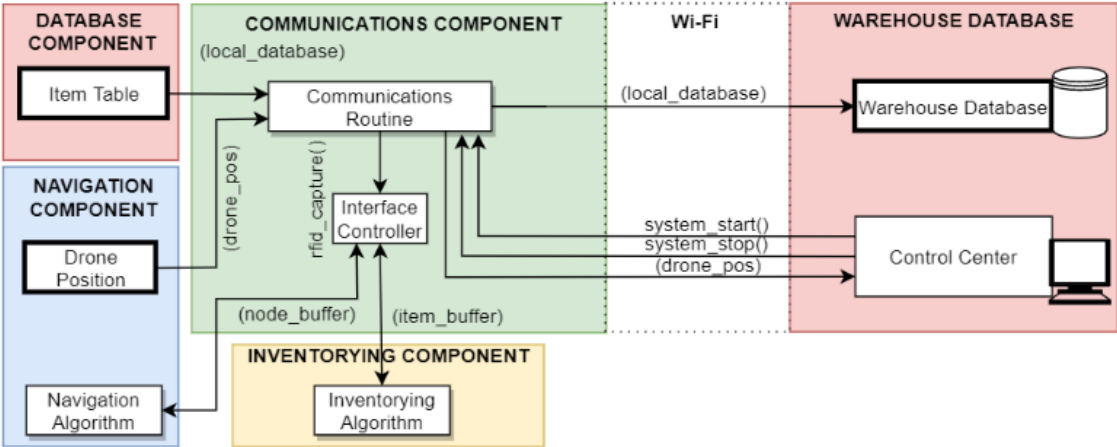 DATABASE
COMPONENT
Item Table
NAVIGATION
COMPONENT
Drone
Position
Navigation
Algorithm
COMMUNICATIONS COMPONENT
(local_database)
Communications
Routine
(drone_pos)
rfid_capture()
Interface
Controller
(node_buffer)
(item_buffer)
INVENTORYING COMPONENT
Inventorying
Algorithm
Wi-Fi
(local_database)
system_start()
system_stop()
(drone_pos)
WAREHOUSE DATABASE
Warehouse Database
Control Center